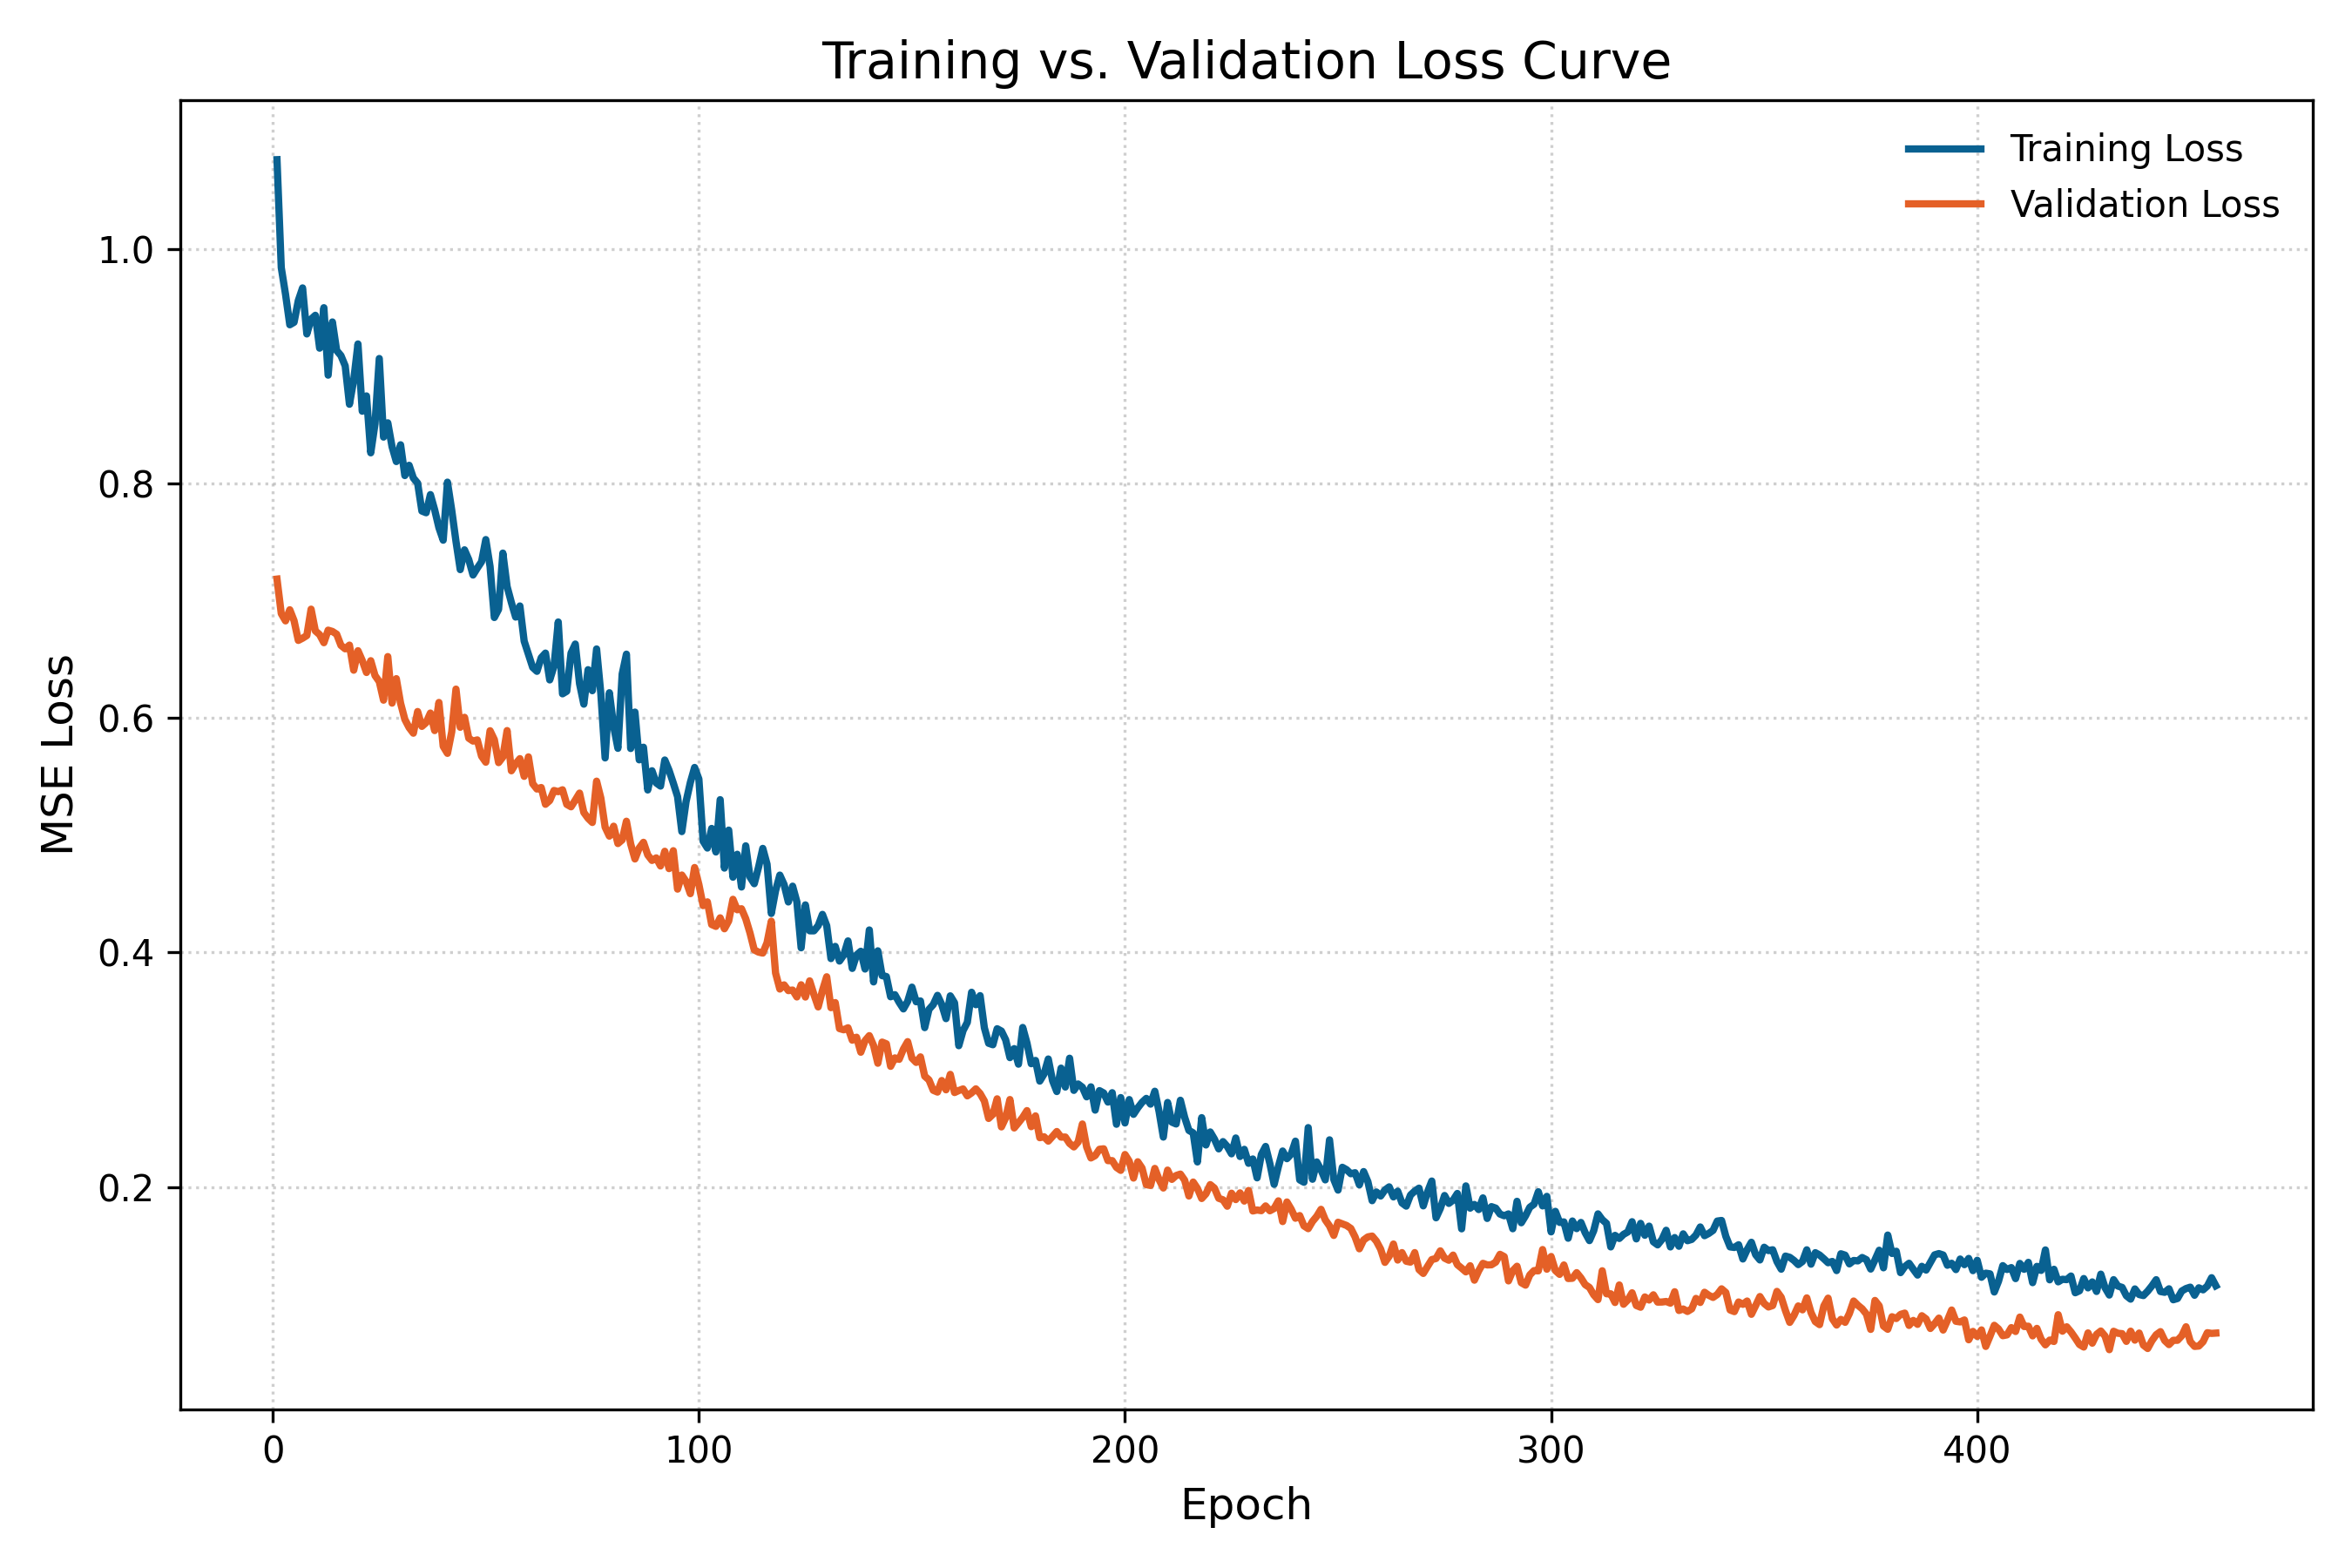 Training vs. Validation Loss Curve
Training Loss
Validation Loss
1.0
0.8
0.6
0.4
0.2
MSE Loss
0
100
200
300
400
Epoch